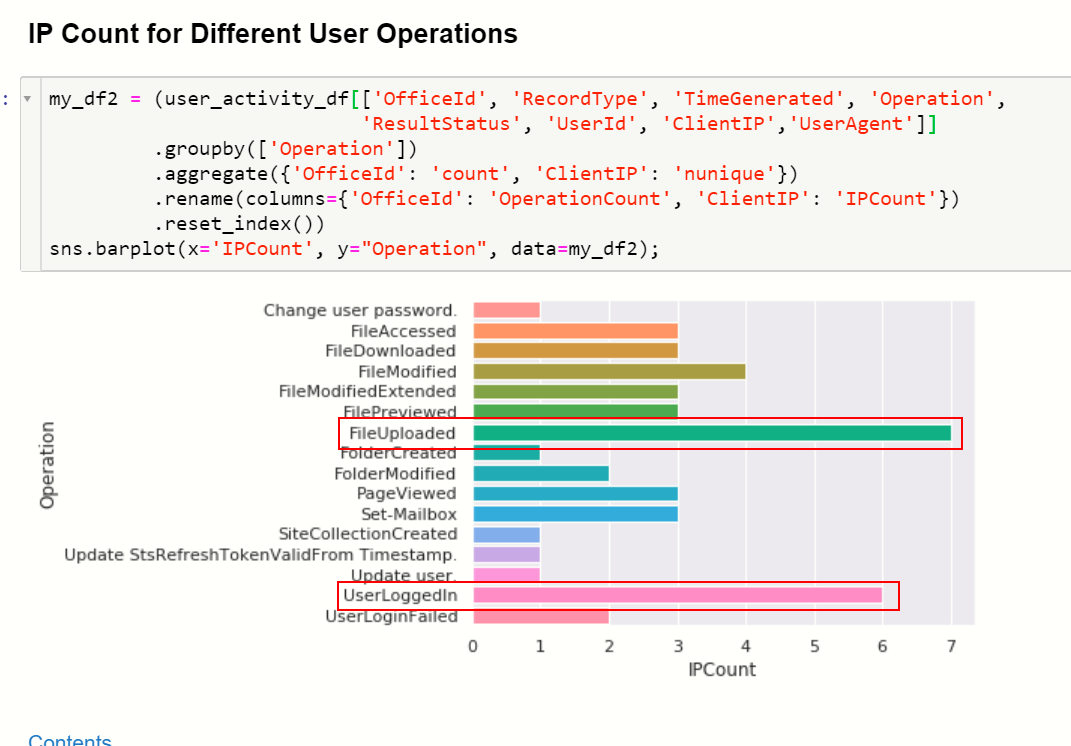 IP Count for Different User Operations
:
my_df2 = (user_activity_df[['OfficeId', 'RecordType', 'TimeGenerated', 'Operation',
'ResultStatus', 'UserId', 'ClientIP','UserAgent']]
.groupby(['Operation'])
.aggregate({'OfficeId': 'count', 'ClientIP': 'nunique'})
.rename(columns={'OfficeId': 'OperationCount', 'ClientIP': 'IPCount'})
.reset_index())
sns.barplot(x='IPCount', y="Operation", data=my_df2);
Operation
Change user password.
FileAccessed
FileDownloaded
FileModified
FileModifiedExtended
FilePreviewed
FileUploaded
FolderCreated
FolderModified
PageViewed
Set-Mailbox
SiteCollectionCreated
Update StsRefreshTokenValidFrom Timestamp.
Update user.
UserLoggedIn
UserLoginFailed
0 1 2 3 4 5 6 7
IPCount
Contents